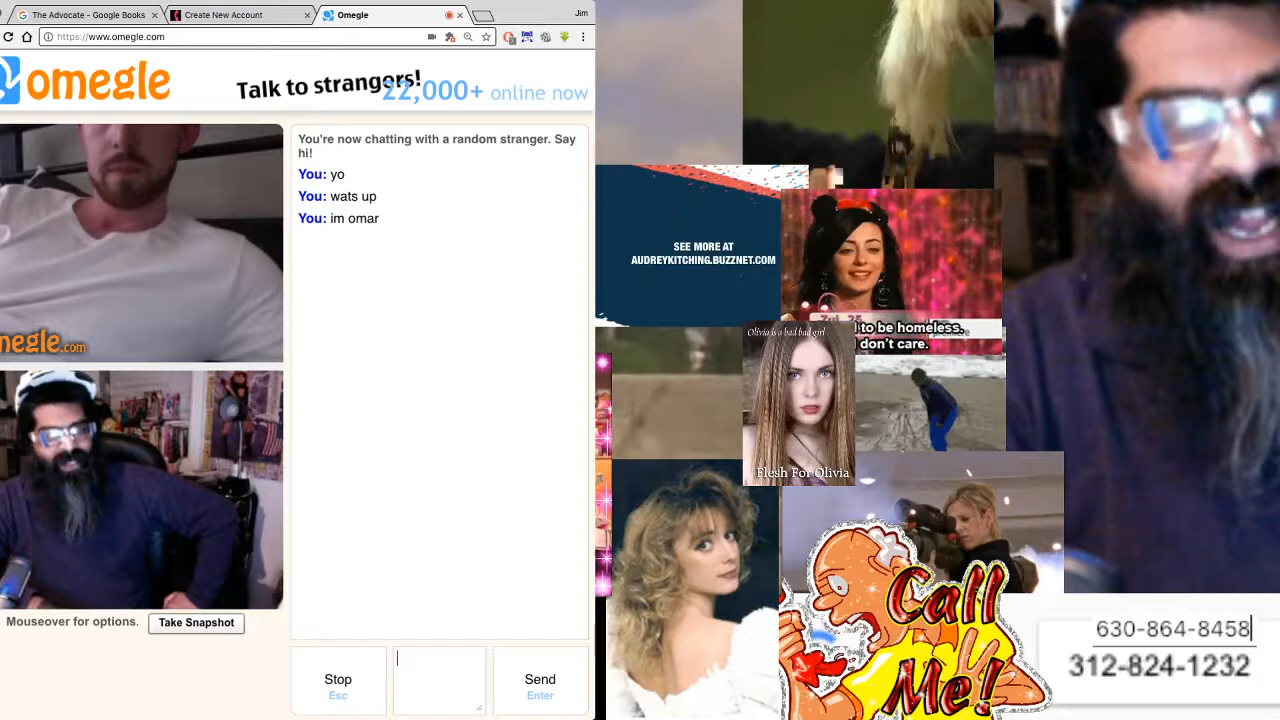 The Advocate - Google Books
Create New Account
Omegle
Jim
https://www.omegle.com
omegle
Talk to strangers!
22,000+ online now
You're now chatting with a random stranger. Say
hi!
You: yo
You: wats up
You: im omar
negle.com
Mouseover for options.
Take Snapshot
Stop
Esc
Send
Enter
SEE MORE AT
AUDREYKITCHING.BUZZNET.COM
to be homeless.
don't care.
Olivia is a bad bad girl
Flesh For Olivia
Call
Me!
630-864-8458
312-824-1232